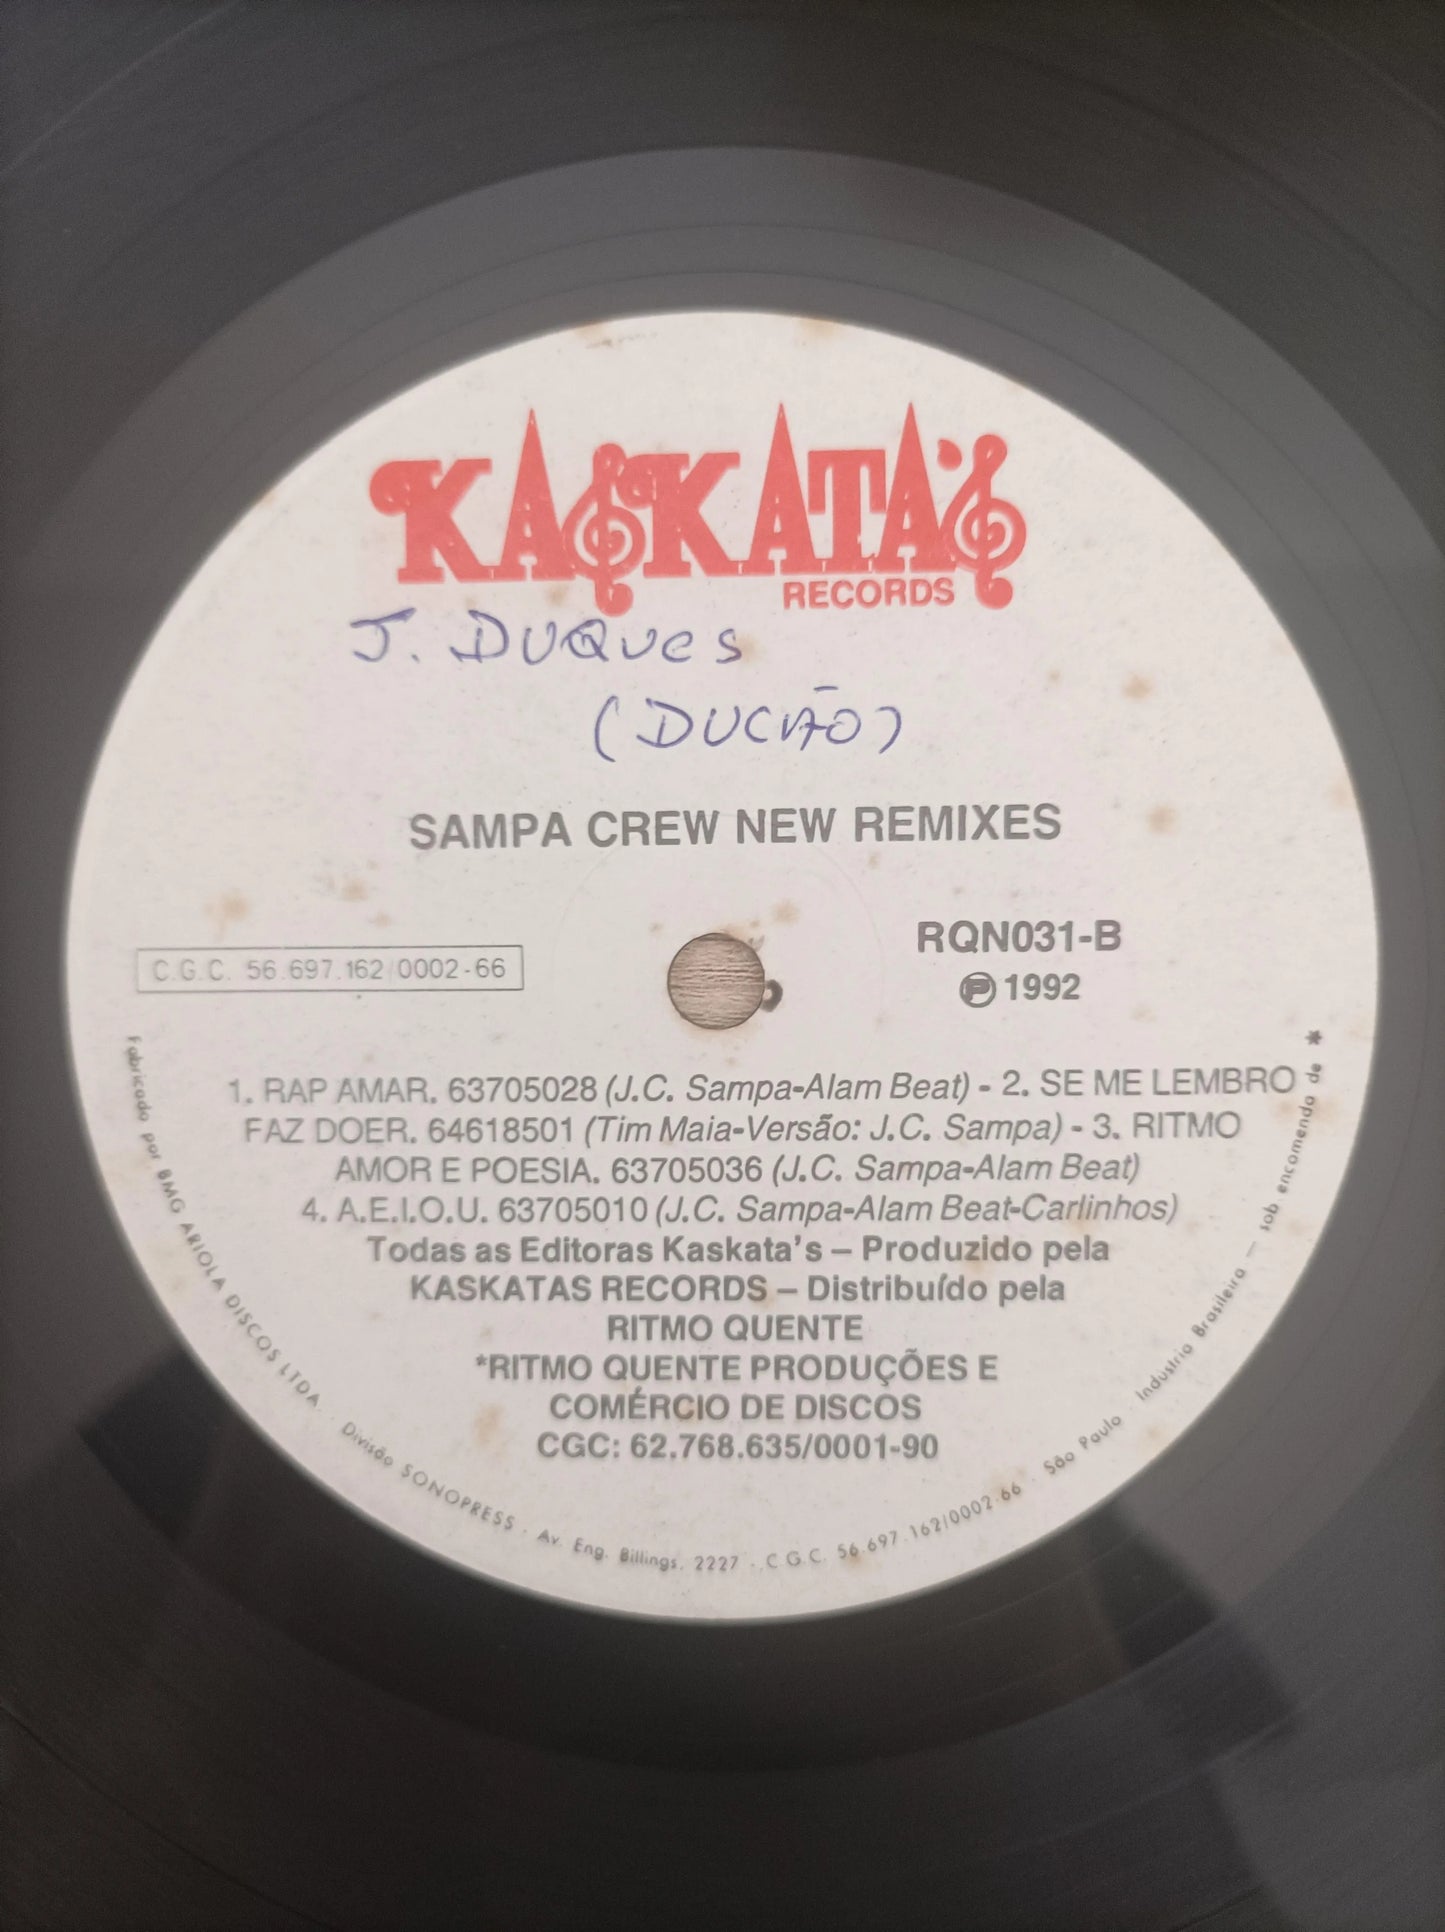 KASKATA'S
RECORDS
J. DUQUES
(DUCÃO)
SAMPA CREW NEW REMIXES
C.G.C. 56.697.162/0002-66
RQN031-B
℗ 1992
1. RAP AMAR. 63705028 (J.C. Sampa-Alam Beat) - 2. SE ME LEMBRO
FAZ DOER. 64618501 (Tim Maia-Versão: J.C. Sampa) - 3. RITMO
AMOR E POESIA. 63705036 (J.C. Sampa-Alam Beat)
4. A.E.I.O.U. 63705010 (J.C. Sampa-Alam Beat-Carlinhos)
Todas as Editoras Kaskata's – Produzido pela
KASKATAS RECORDS – Distribuído pela
RITMO QUENTE
*RITMO QUENTE PRODUÇÕES E
COMÉRCIO DE DISCOS
CGC: 62.768.635/0001-90
Fabricado por BMG ARIOLA DISCOS LTDA · Divisão SONOPRESS · Av. Eng. Billings, 2227 - C.G.C. 56.697.162/0002-66 · São Paulo · Industria Brasileira — sob encomenda de *